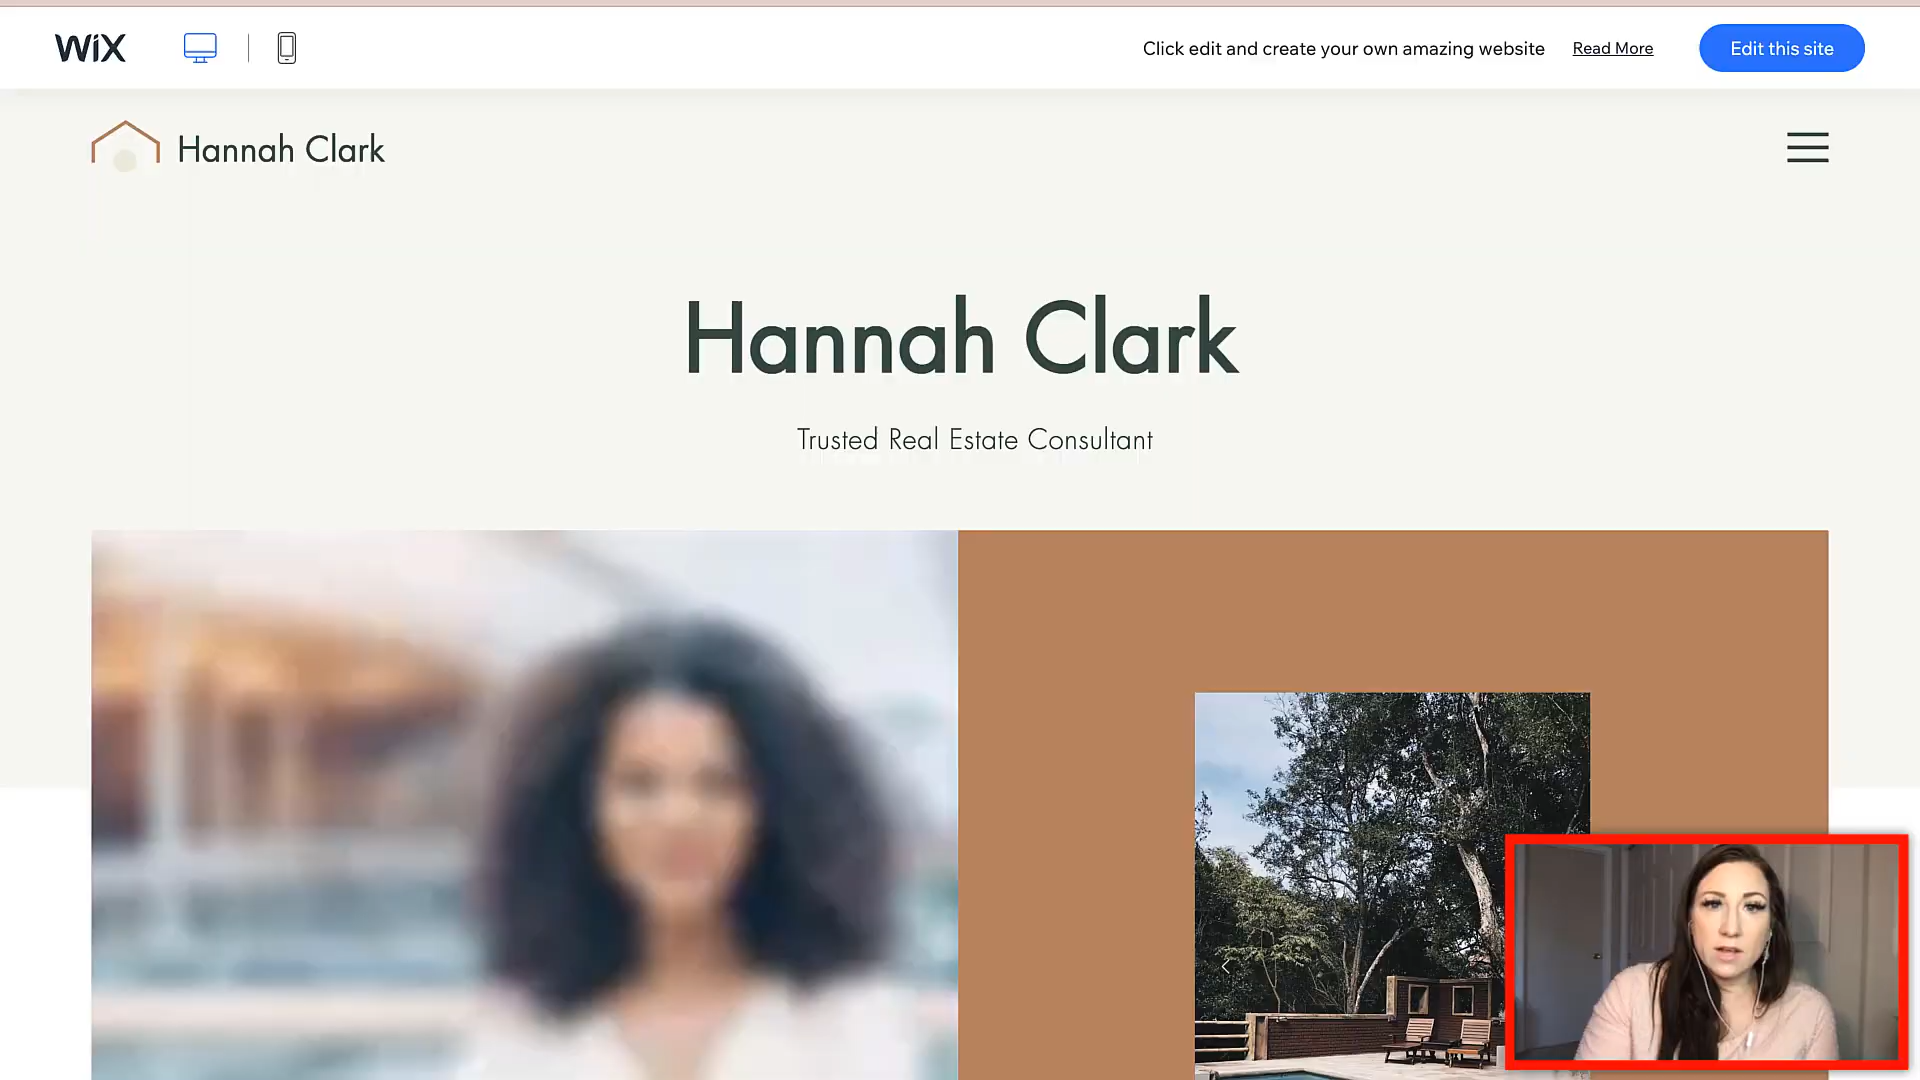 WiX
Click edit and create your own amazing website
Read More
Edit this site
Hannah Clark
Hannah Clark
Trusted Real Estate Consultant